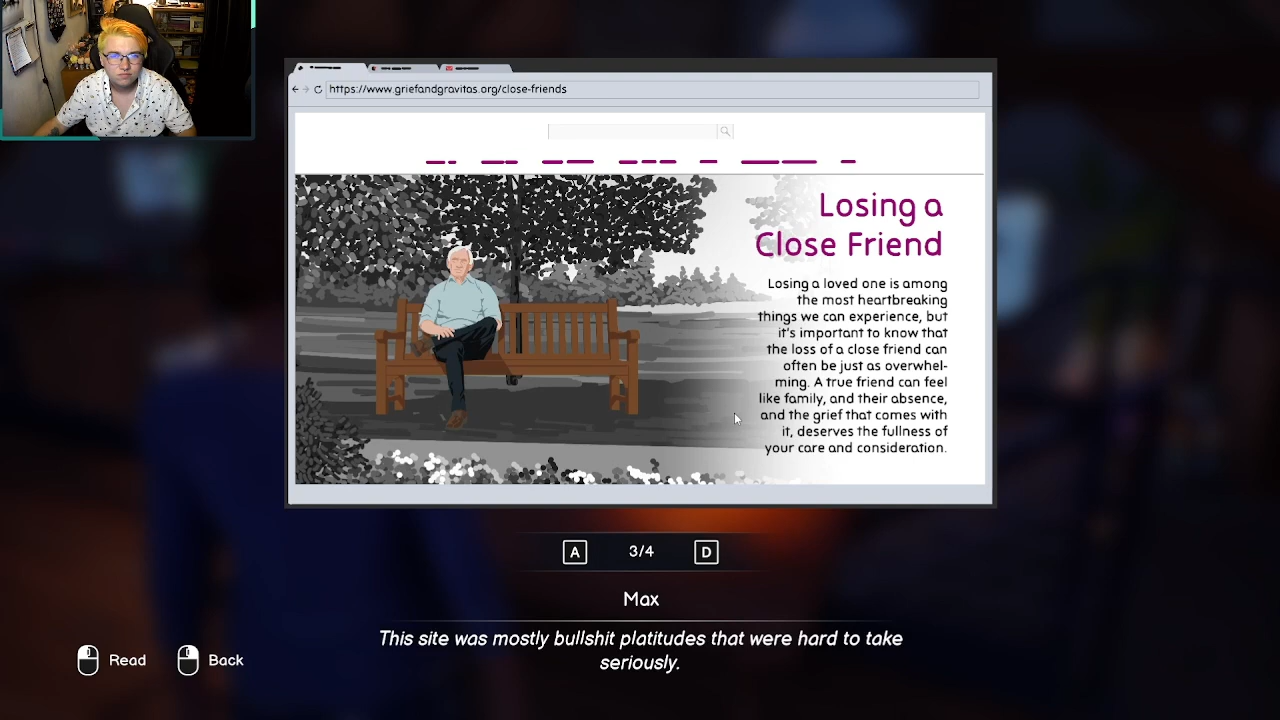 https://www.griefandgravitas.org/close-friends
Losing a
Close Friend
Losing a loved one is among
the most heartbreaking
things we can experience, but
it's important to know that
the loss of a close friend can
often be just as overwhel-
ming. A true friend can feel
like family, and their absence,
and the grief that comes with
it, deserves the fullness of
your care and consideration.
A 3/4 D
Max
This site was mostly bullshit platitudes that were hard to take
seriously.
Read Back